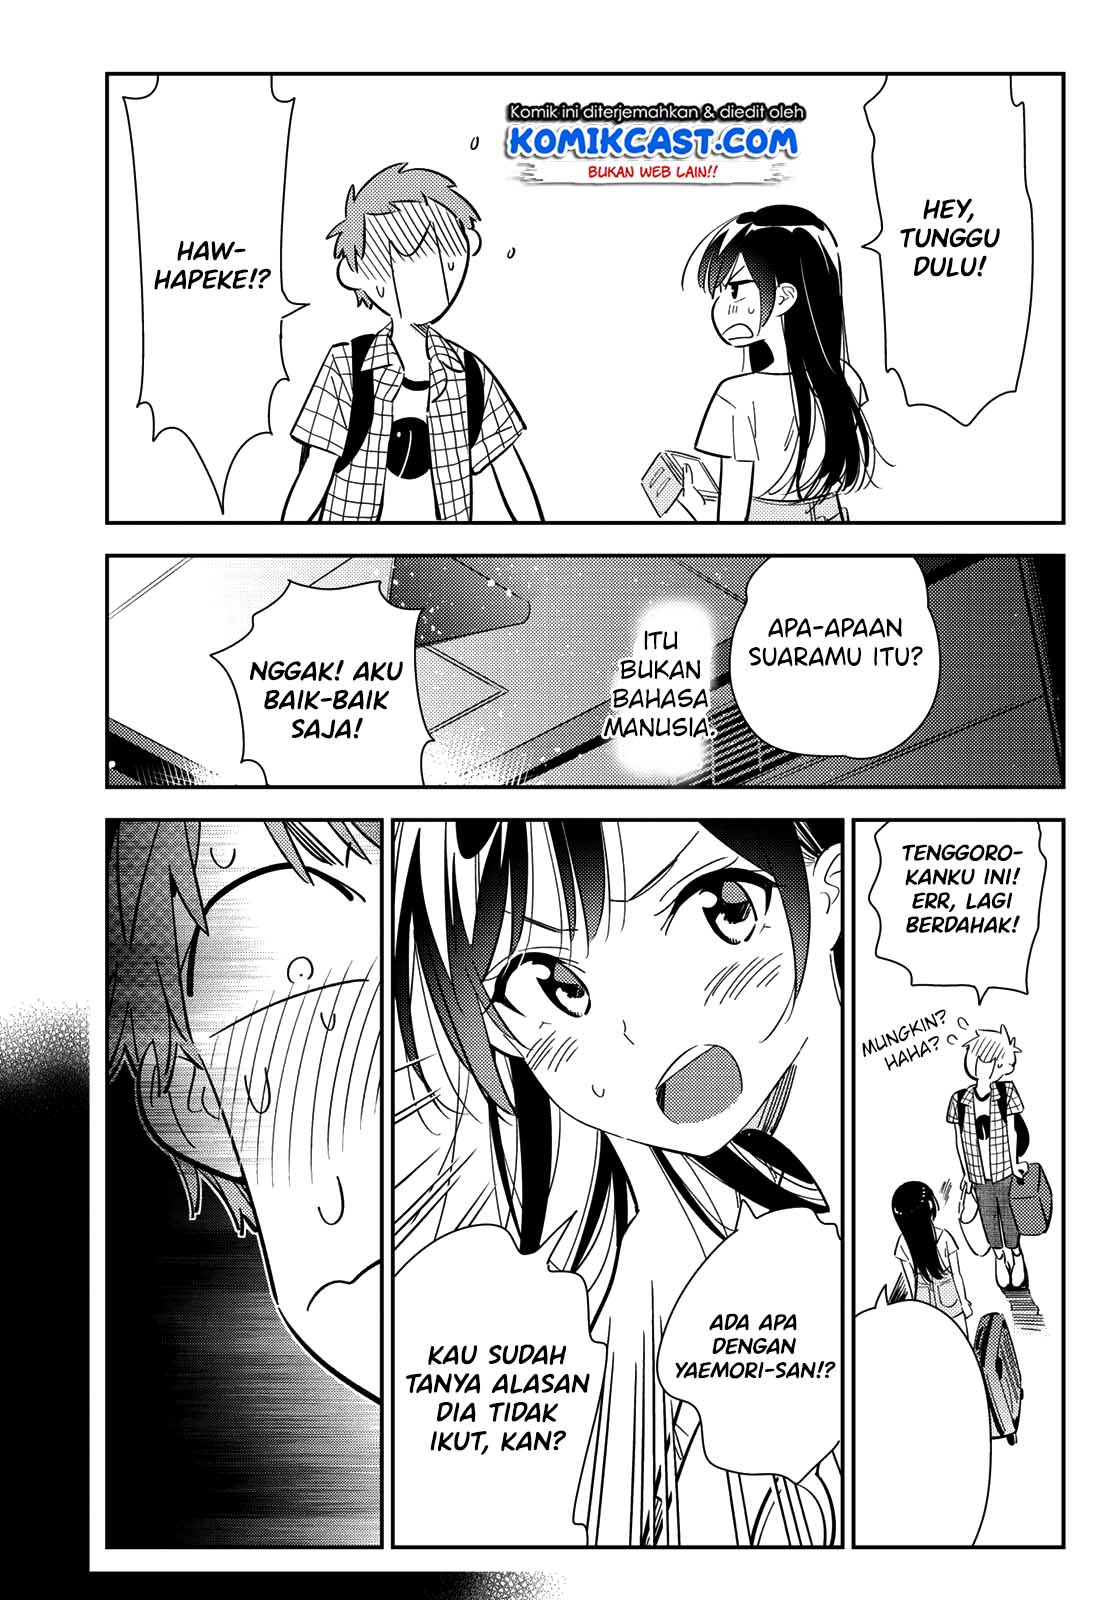 Komik ini diterjemahkan & diedit oleh
KOMIKCAST.COM
BUKAN WEB LAIN!!
HEY,
TUNGGU
DULU!
HAW-
HAPEKE!?
APA-APAAN
SUARAMU ITU?
ITU
BUKAN
BAHASA
MANUSIA.
NGGAK! AKU
BAIK-BAIK
SAJA!
TENGGORO-
KANKU INI!
ERR, LAGI
BERDAHAK!
MUNGKIN?
HAHA?
ADA APA
DENGAN
YAEMORI-SAN!?
KAU SUDAH
TANYA ALASAN
DIA TIDAK
IKUT, KAN?